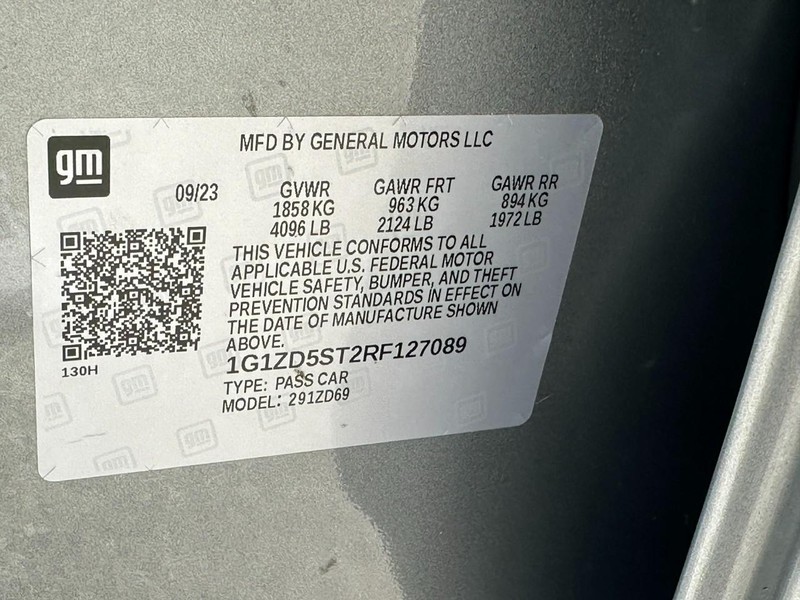 gm
MFD BY GENERAL MOTORS LLC
09/23 GVWR GAWR FRT GAWR RR
1858 KG 963 KG 894 KG
4096 LB 2124 LB 1972 LB
THIS VEHICLE CONFORMS TO ALL
APPLICABLE U.S. FEDERAL MOTOR
VEHICLE SAFETY, BUMPER, AND THEFT
PREVENTION STANDARDS IN EFFECT ON
THE DATE OF MANUFACTURE SHOWN
ABOVE.
130H
1G1ZD5ST2RF127089
TYPE: PASS CAR
MODEL: 291ZD69